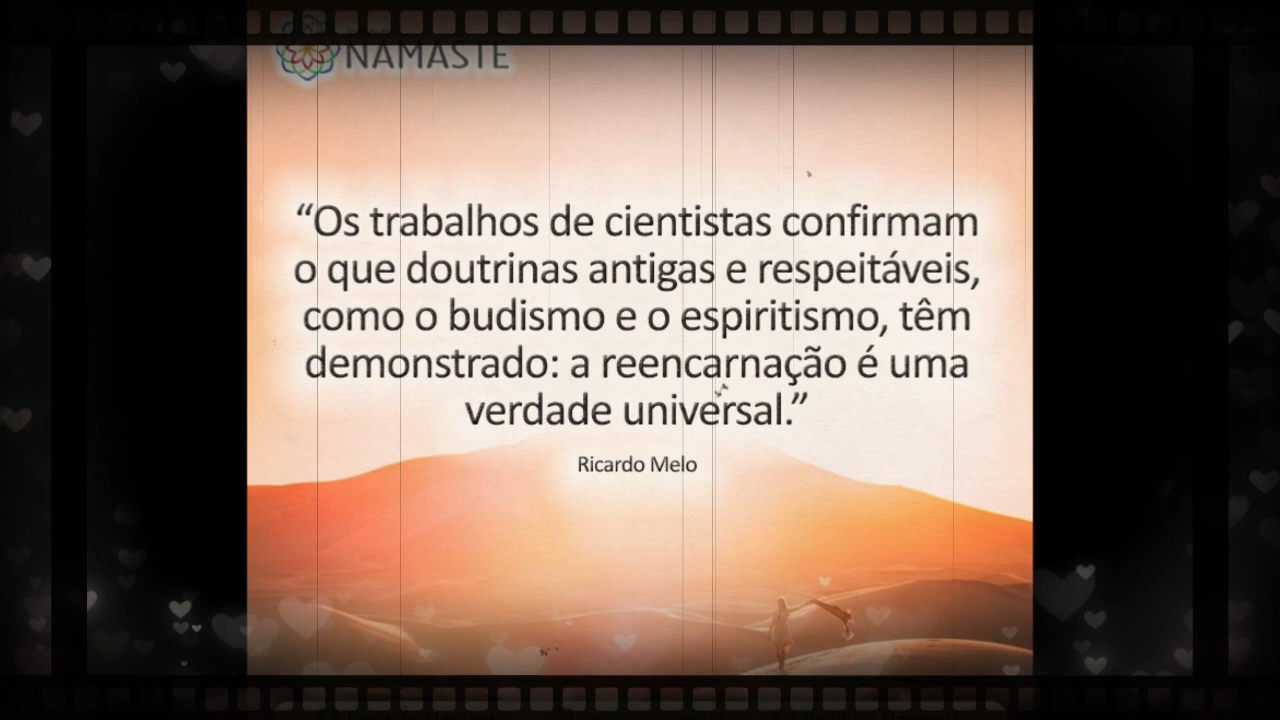 NAMASTE
“Os trabalhos de cientistas confirmam
o que doutrinas antigas e respeitáveis,
como o budismo e o espiritismo, têm
demonstrado: a reencarnação é uma
verdade universal.”
Ricardo Melo